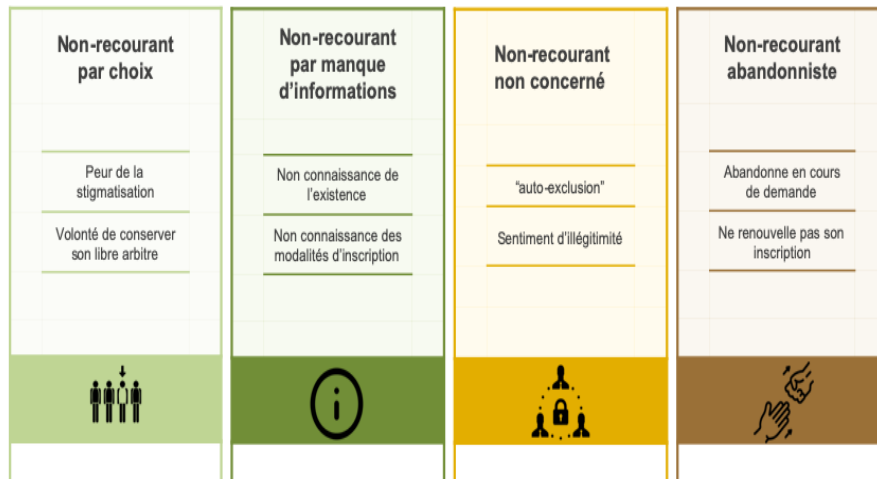 Non-recourant
par choix
Peur de la
stigmatisation
Volonté de conserver
son libre arbitre
Non-recourant
par manque
d'informations
Non connaissance de
l'existence
Non connaissance des
modalités d'inscription
Non-recourant
non concerné
“auto-exclusion”
Sentiment d'illégitimité
Non-recourant
abandonniste
Abandonne en cours
de demande
Ne renouvelle pas son
inscription